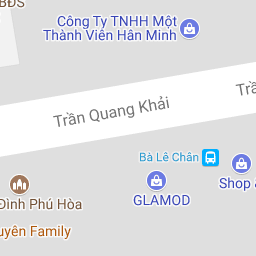 BĐS
Công Ty TNHH Một
Thành Viên Hân Minh
Trần Quang Khải
Bà Lê Chân
Shop
GLAMOD
Đình Phú Hòa
Family